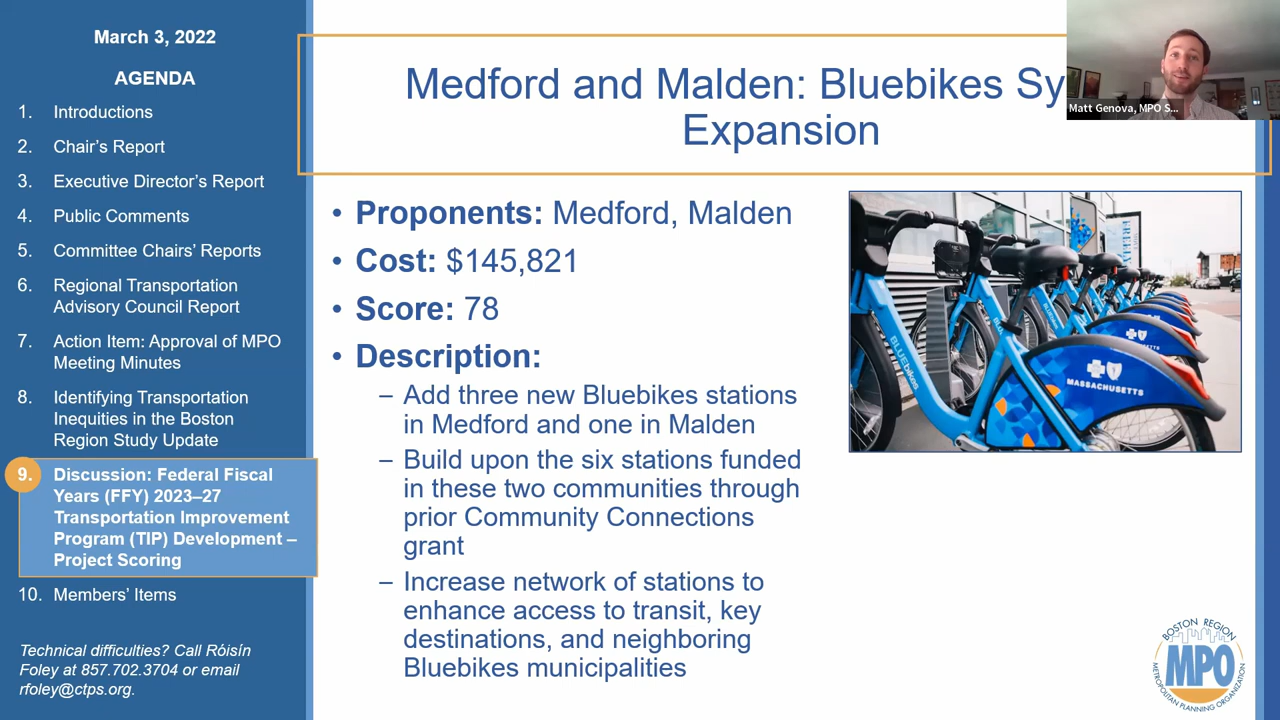 March 3, 2022
AGENDA
1. Introductions
2. Chair's Report
3. Executive Director's Report
4. Public Comments
5. Committee Chairs' Reports
6. Regional Transportation
Advisory Council Report
7. Action Item: Approval of MPO
Meeting Minutes
8. Identifying Transportation
Inequities in the Boston
Region Study Update
9. Discussion: Federal Fiscal
Years (FFY) 2023–27
Transportation Improvement
Program (TIP) Development –
Project Scoring
10. Members' Items
Technical difficulties? Call Róisín
Foley at 857.702.3704 or email
rfoley@ctps.org.
Medford and Malden: Bluebikes Sy
Expansion
Matt Genova, MPO S...
• Proponents: Medford, Malden
• Cost: $145,821
• Score: 78
• Description:
– Add three new Bluebikes stations
in Medford and one in Malden
– Build upon the six stations funded
in these two communities through
prior Community Connections
grant
– Increase network of stations to
enhance access to transit, key
destinations, and neighboring
Bluebikes municipalities
BLUEbikes
MASSACHUSETTS
BOSTON REGION
MPO
METROPOLITAN PLANNING ORGANIZATION